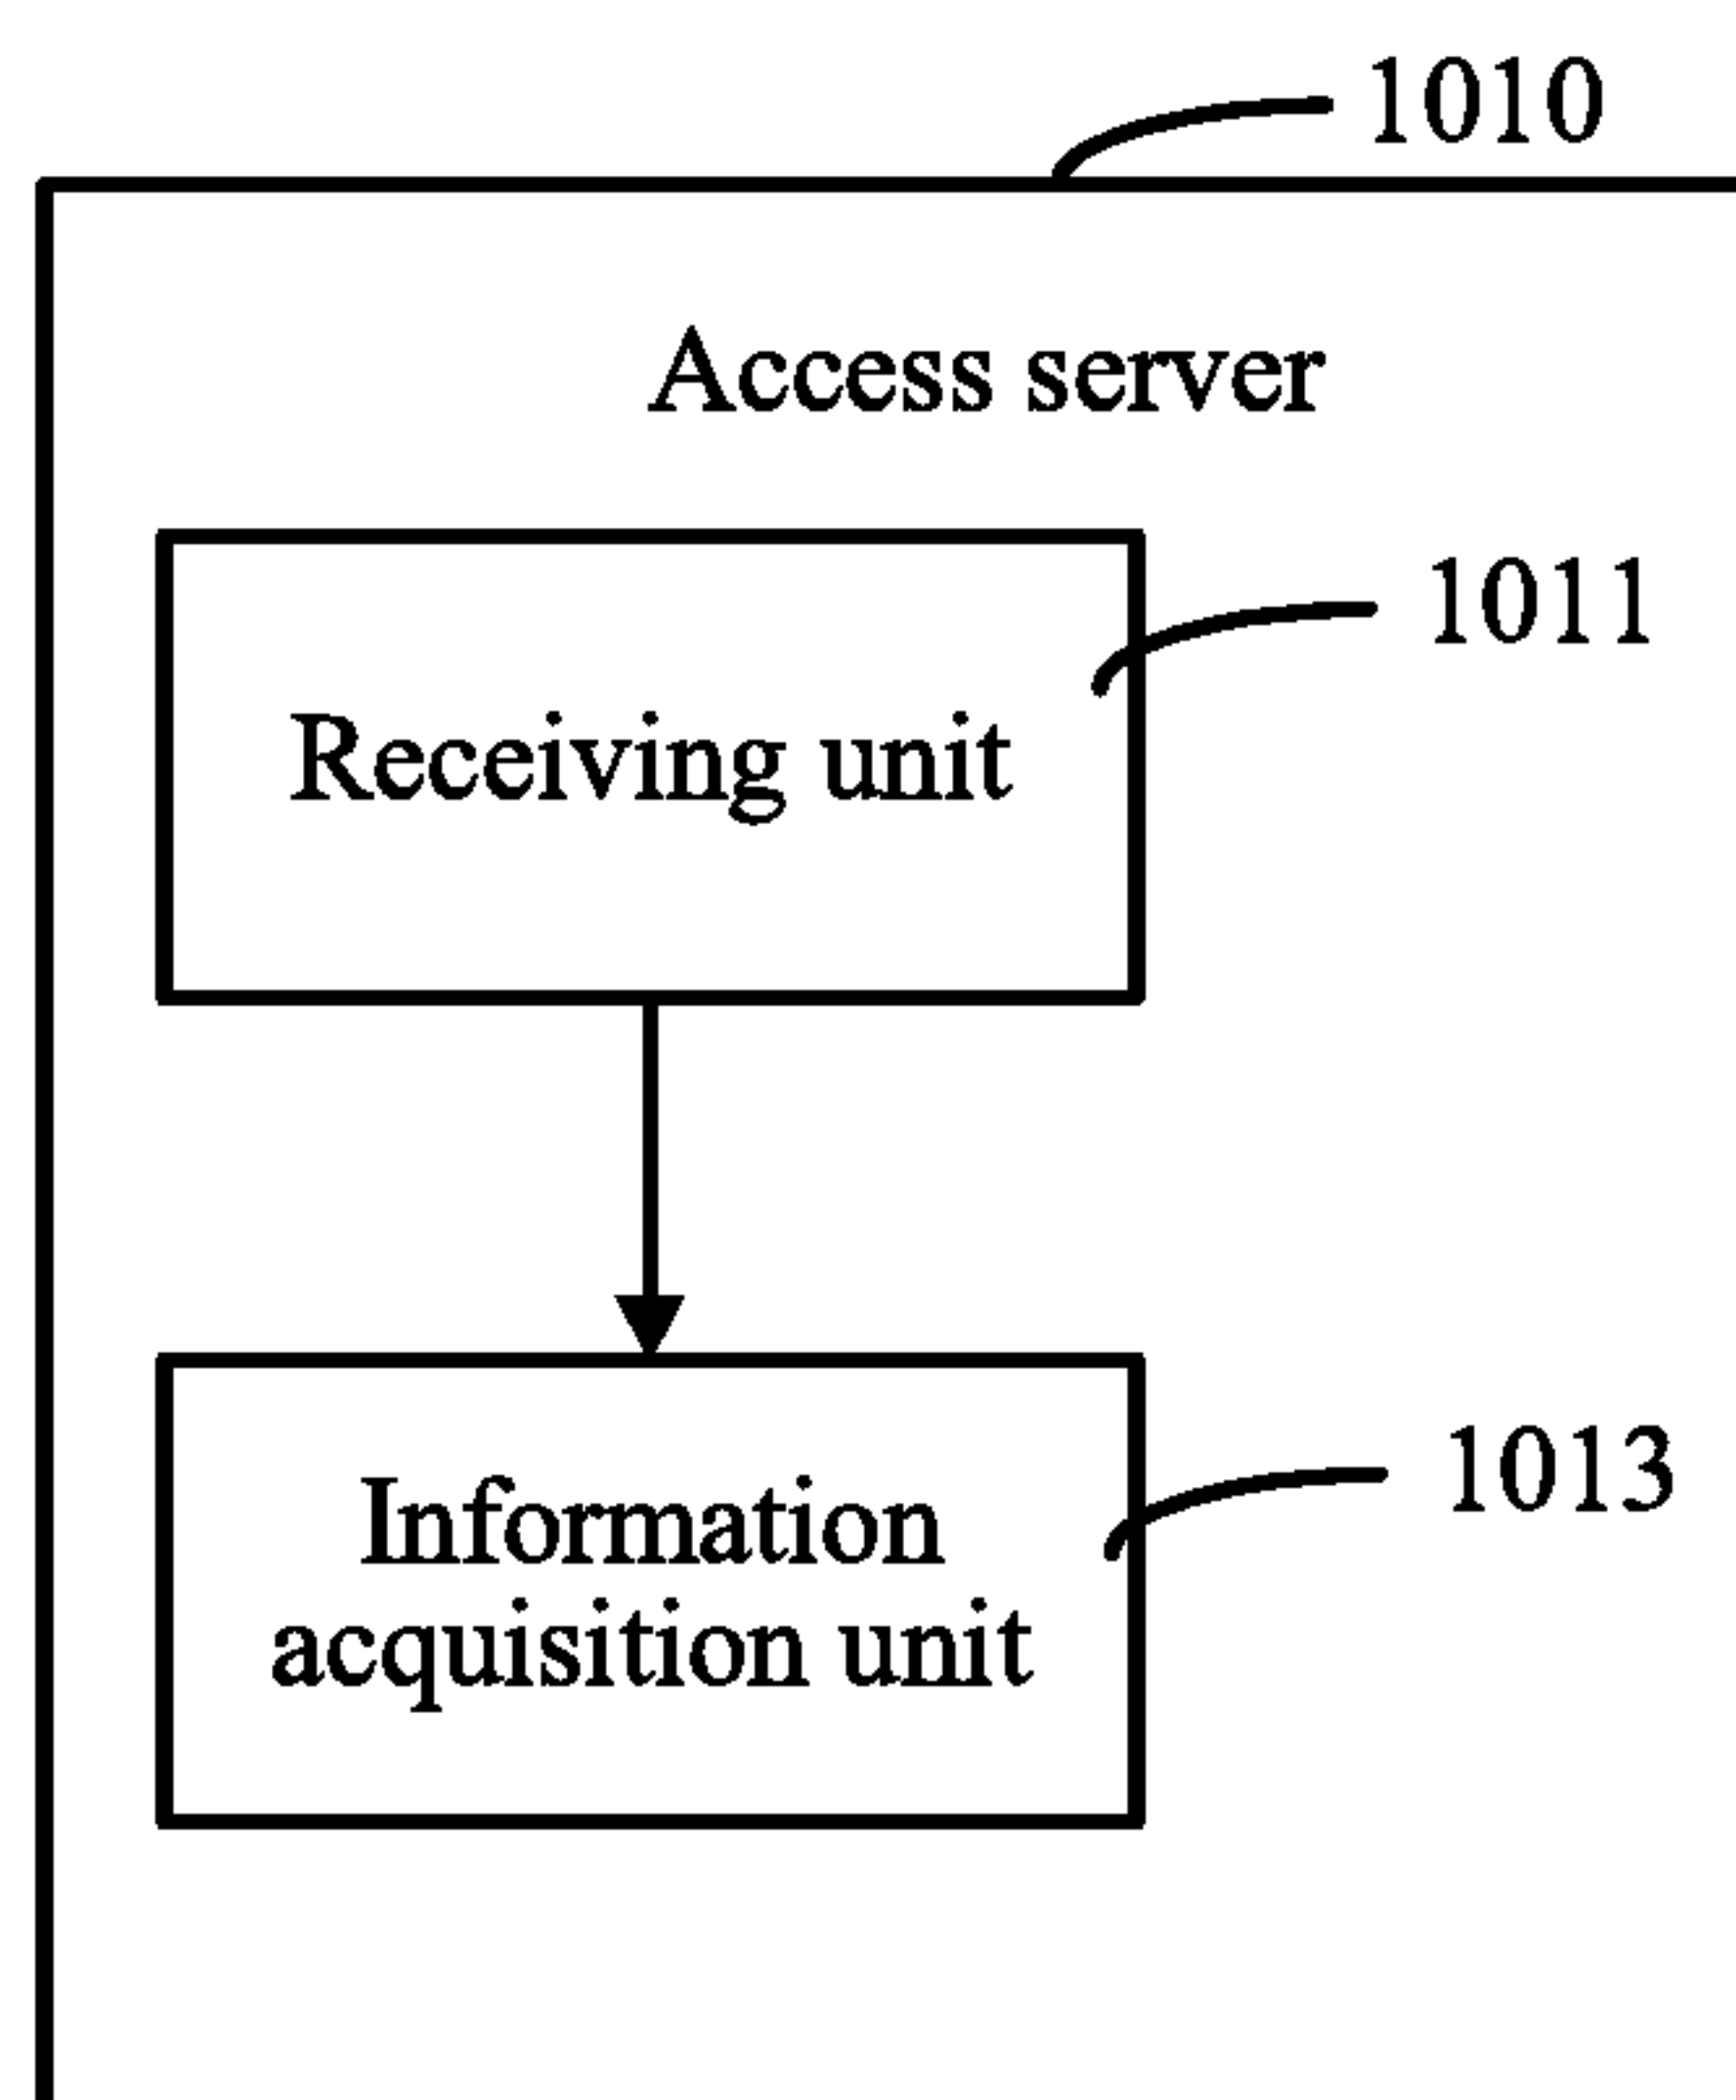 1010
Access server
1011
Receiving unit
1013
Information
acquisition unit